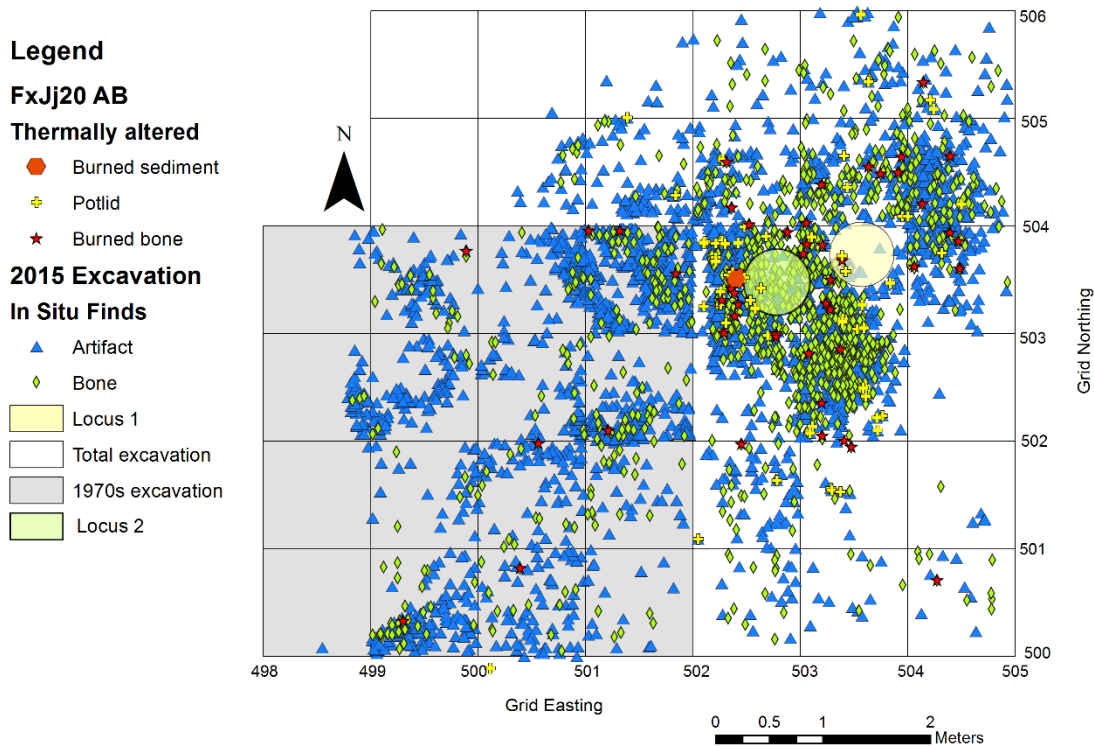 Legend
FxJj20 AB
Thermally altered
Burned sediment
Potlid
Burned bone
2015 Excavation
In Situ Finds
Artifact
Bone
Locus 1
Total excavation
1970s excavation
Locus 2
N
506
505
504
503
502
501
500
498
499
500
501
502
503
504
505
Grid Easting
Grid Northing
0 0.5 1 2
Meters